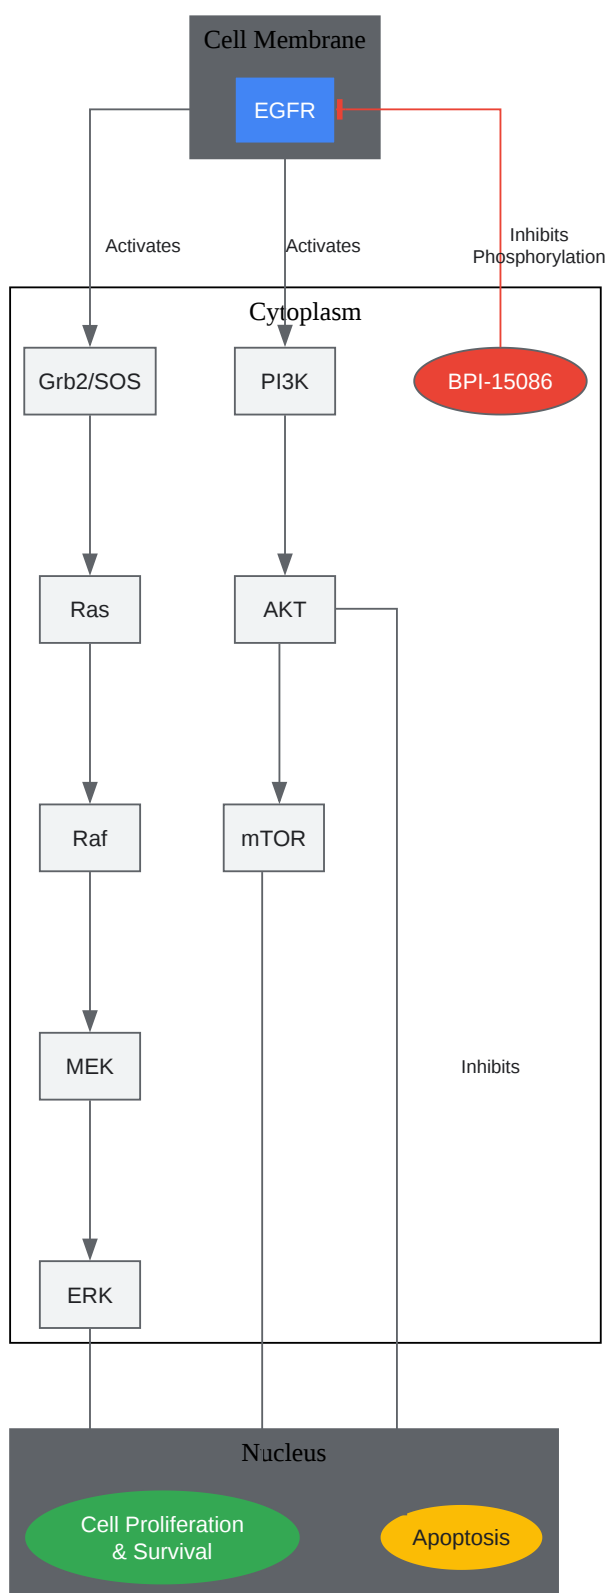 Cell Membrane
EGFR
Activates
Activates
Inhibits
Phosphorylation
Cytoplasm
Grb2/SOS
PI3K
BPI-15086
Ras
AKT
Raf
mTOR
MEK
Inhibits
ERK
Nucleus
Cell Proliferation
& Survival
Apoptosis